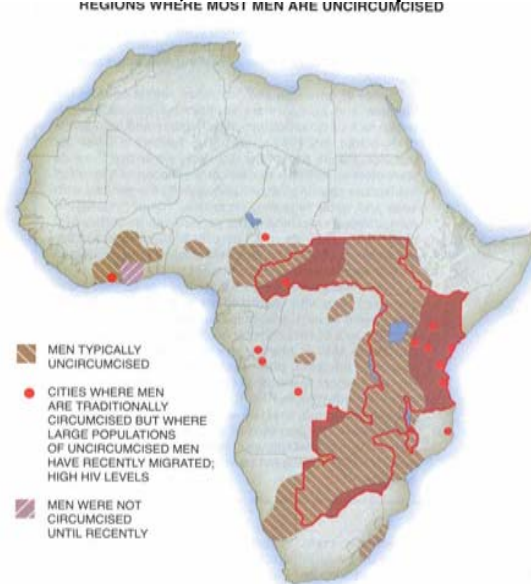 REGIONS WHERE MOST MEN ARE UNCIRCUMCISED
MEN TYPICALLY
UNCIRCUMCISED
CITIES WHERE MEN
ARE TRADITIONALLY
CIRCUMCISED BUT WHERE
LARGE POPULATIONS
OF UNCIRCUMCISED MEN
HAVE RECENTLY MIGRATED;
HIGH HIV LEVELS
MEN WERE NOT
CIRCUMCISED
UNTIL RECENTLY